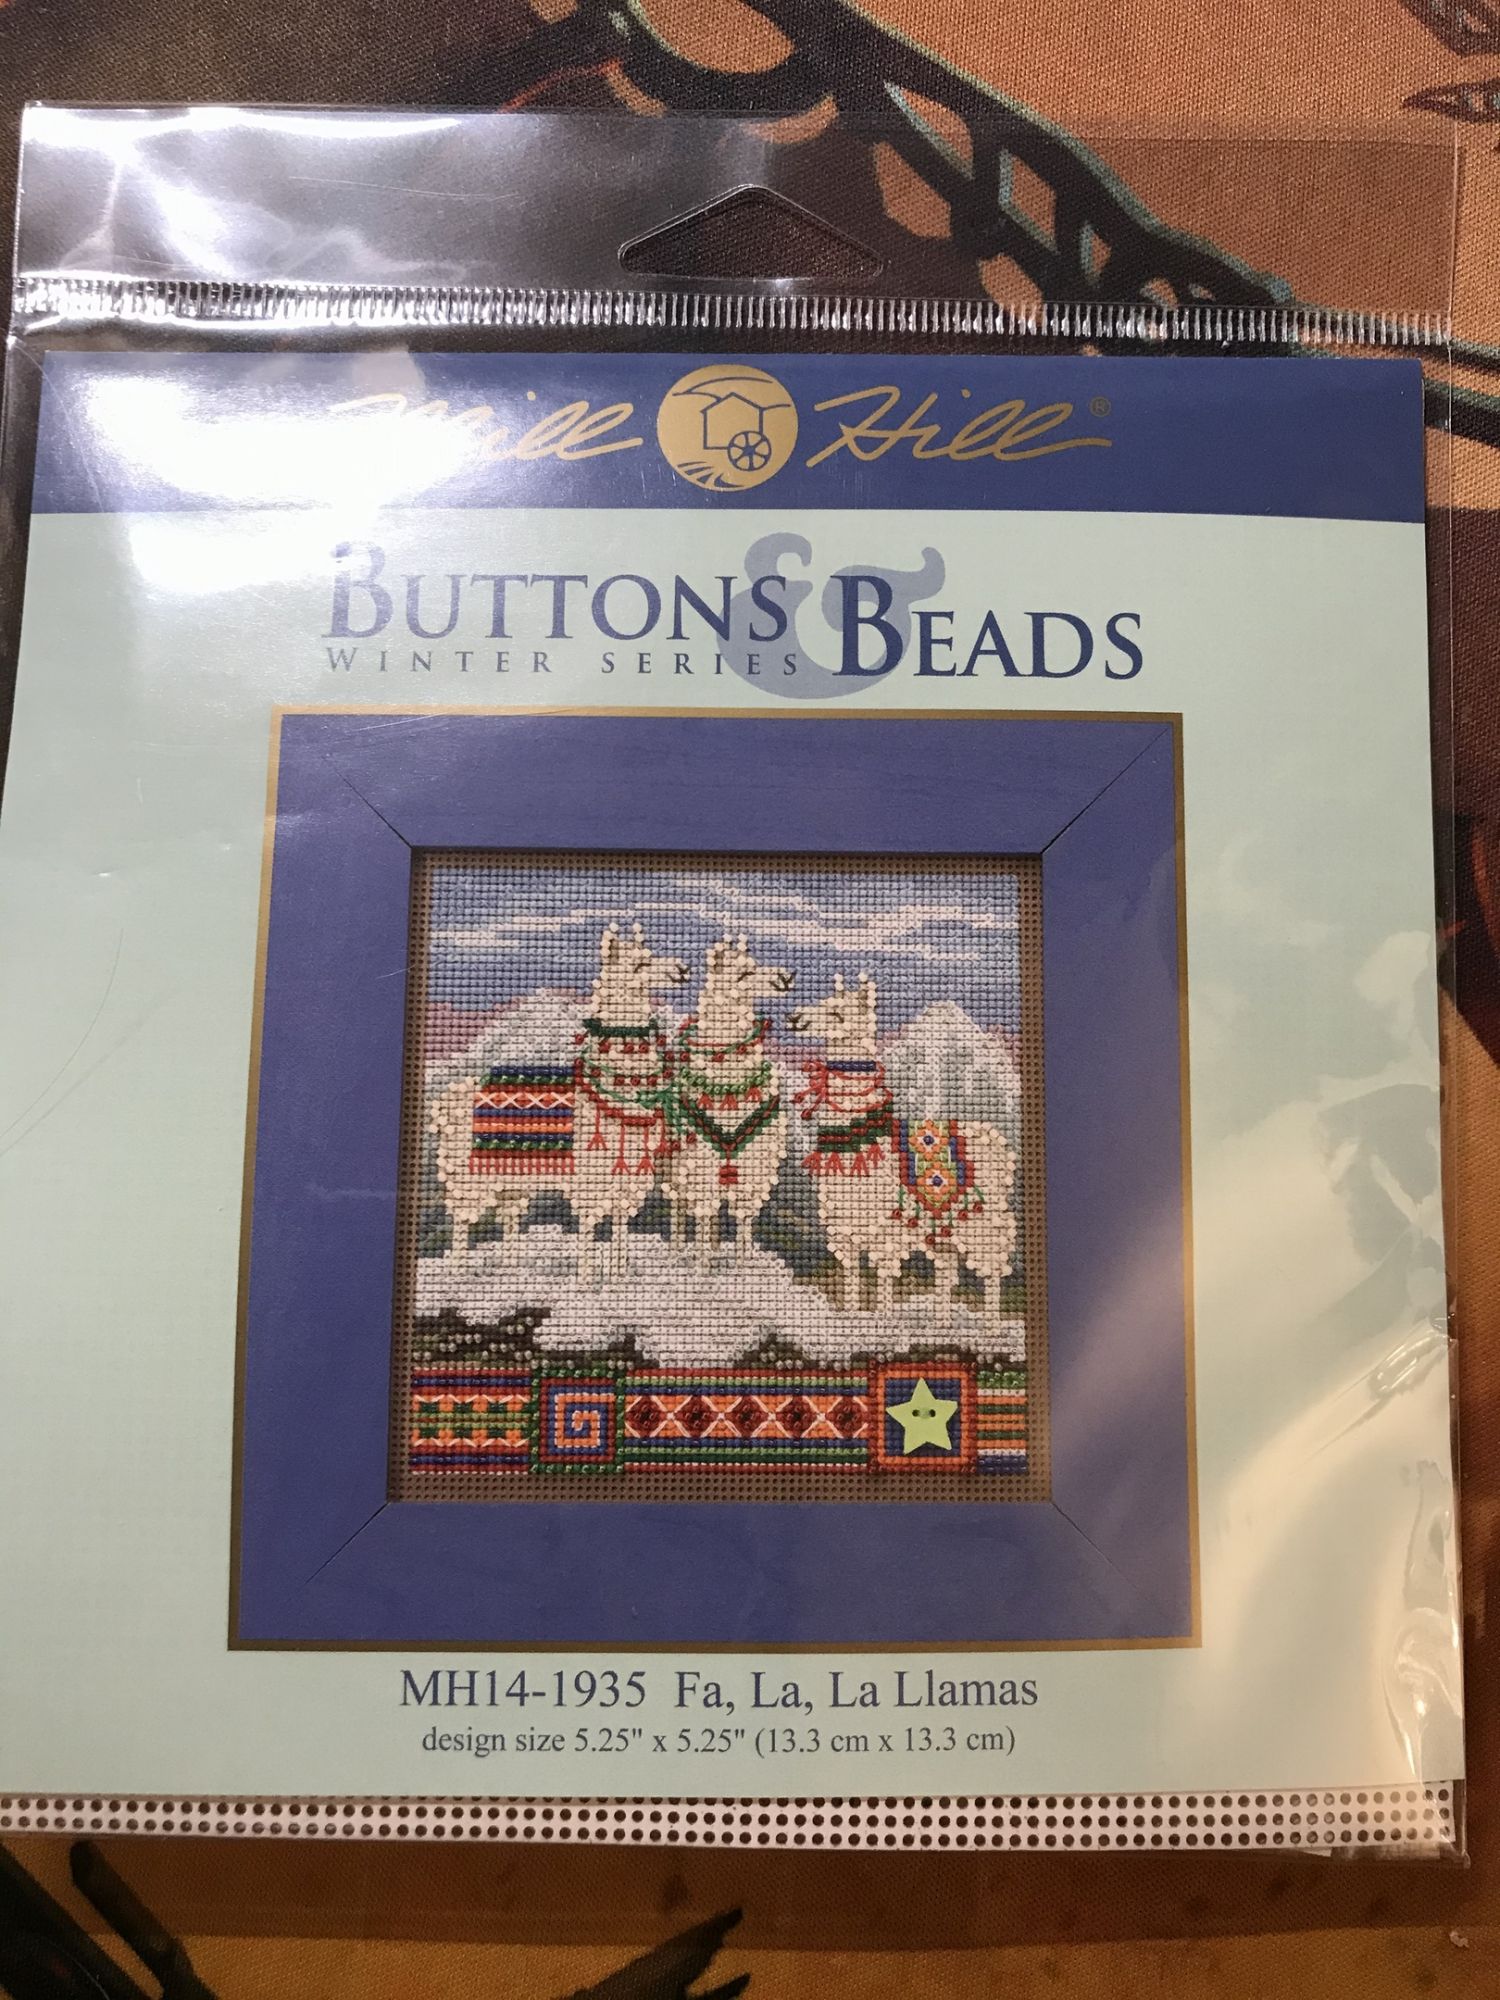 Mill Hill®
BUTTONS & BEADS
WINTER SERIES
MH14-1935 Fa, La, La Llamas
design size 5.25" x 5.25" (13.3 cm x 13.3 cm)